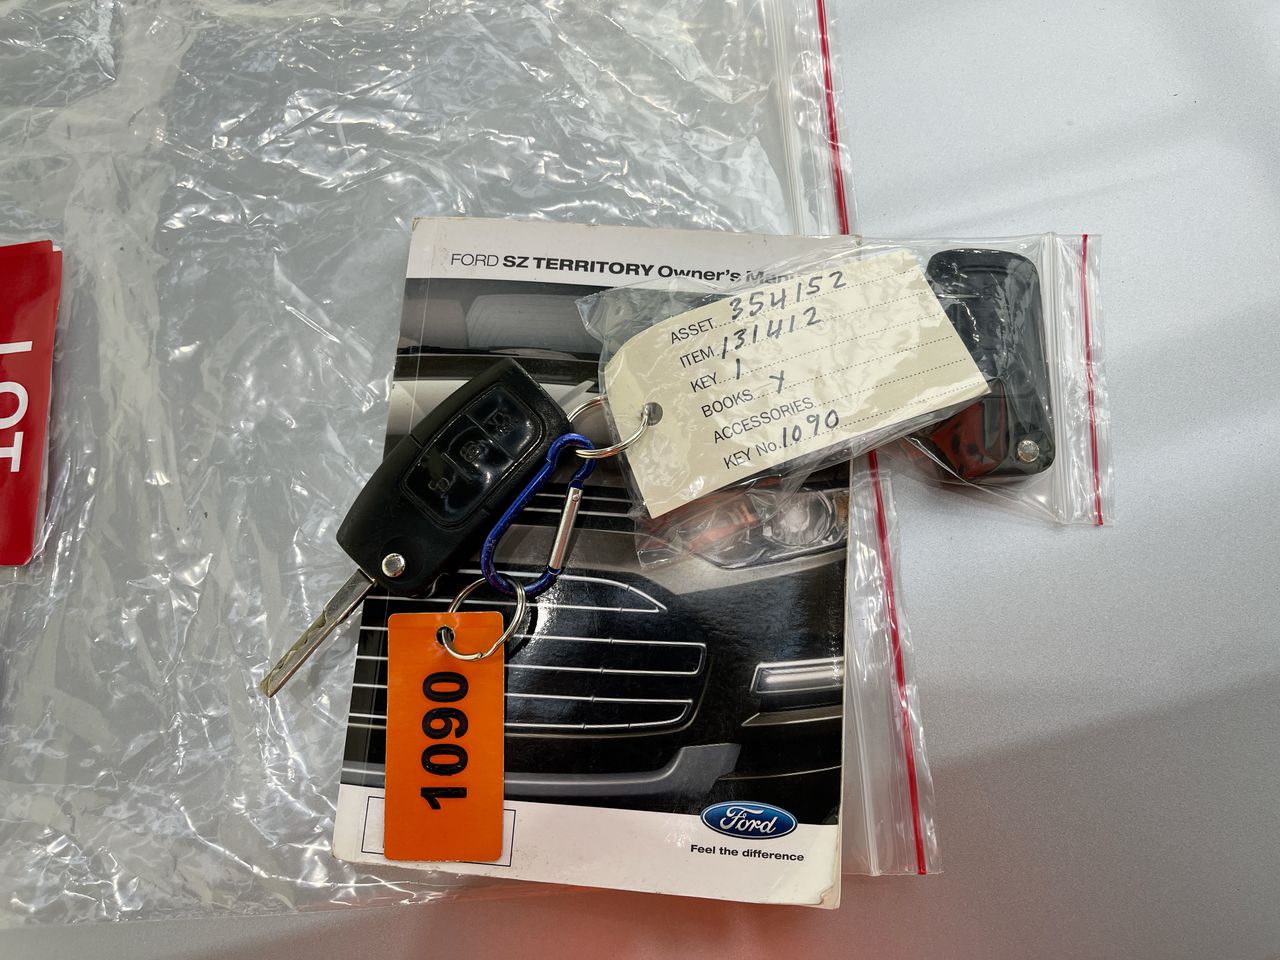 FORD SZ TERRITORY Owner's Manual
ASSET 354152
ITEM 131412
KEY 1
BOOKS Y
ACCESSORIES
KEY No. 1090
LOT
1090
Ford
Feel the difference